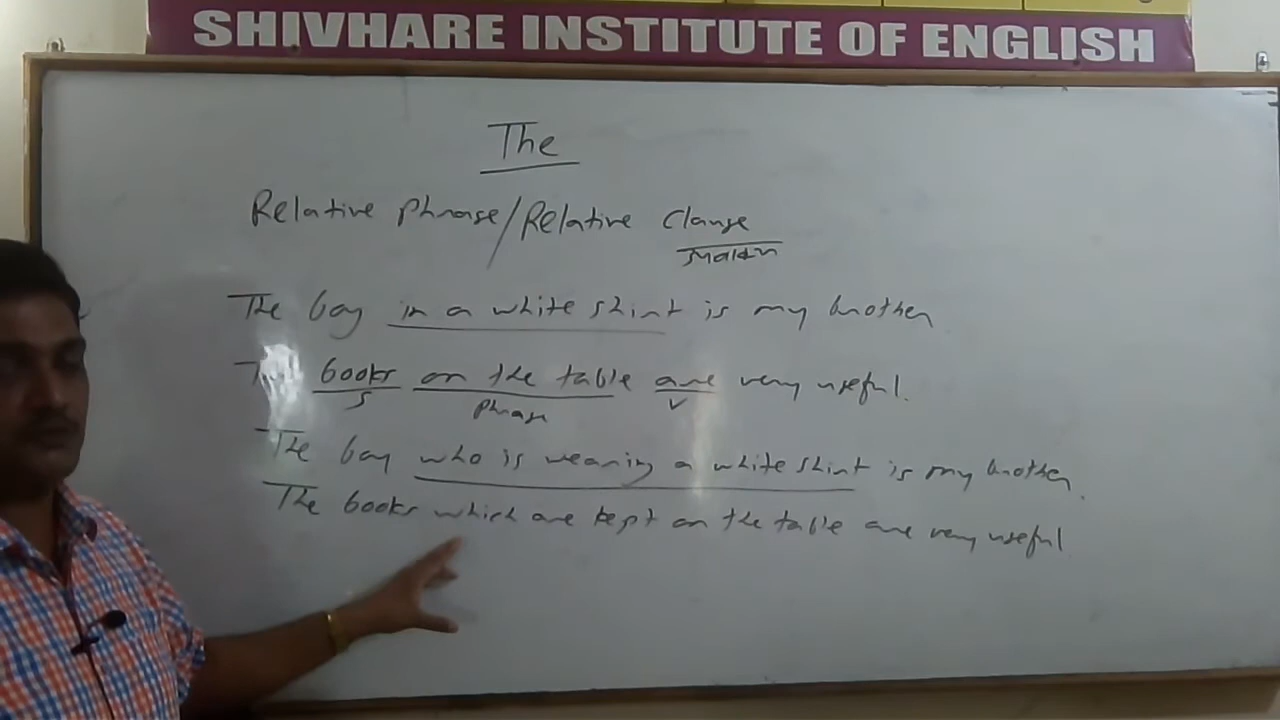 SHIVHARE INSTITUTE OF ENGLISH
The
Relative Phrase/Relative Clause
The boy in a white shirt is my brother
The books on the table are very useful.
S phrase V
The boy who is wearing a white shirt is my brother.
The books which are kept on the table are very useful